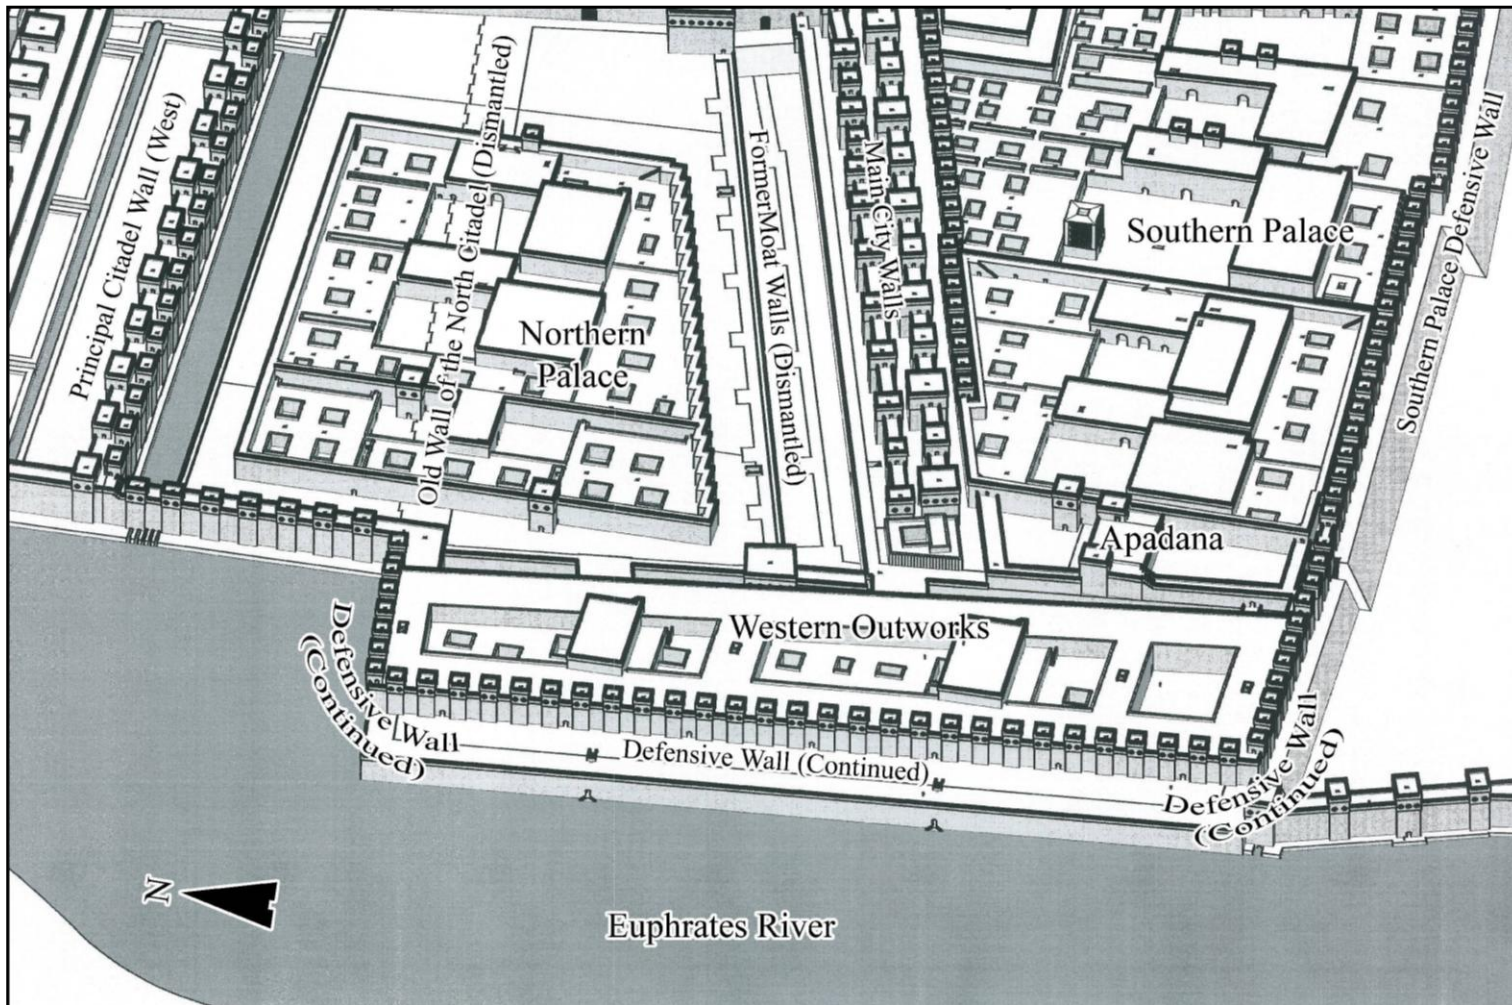 Principal Citadel Wall (West)
Old Wall of the North Citadel (Dismantled)
FormerMoat Walls (Dismantled)
Main City Walls
Southern Palace
Southern Palace Defensive Wall
Northern
Palace
Apadana
Western Outworks
Defensive Wall
(Continued)
Defensive Wall (Continued)
Defensive Wall
(Continued)
N
Euphrates River